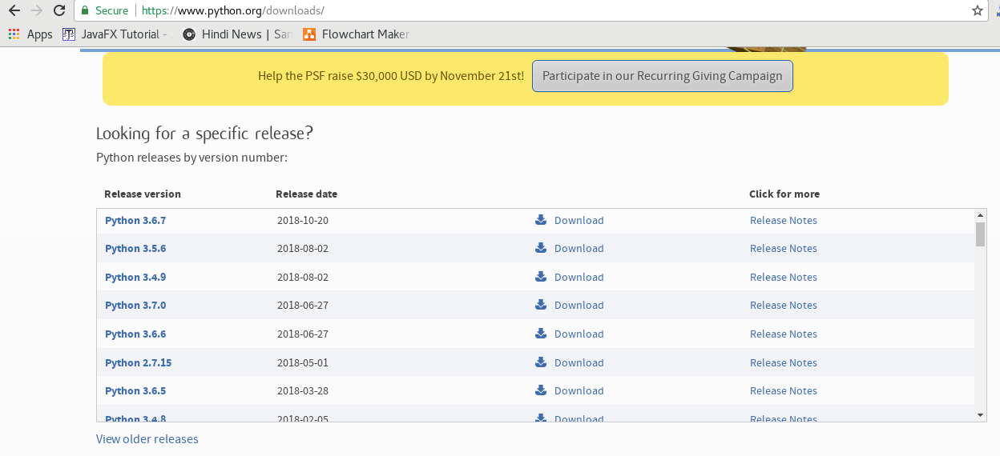 Secure https://www.python.org/downloads/
Apps JavaFX Tutorial - Hindi News | San Flowchart Maker
Help the PSF raise $30,000 USD by November 21st! Participate in our Recurring Giving Campaign
Looking for a specific release?
Python releases by version number:
Release version Release date Click for more
Python 3.6.7 2018-10-20 Download Release Notes
Python 3.5.6 2018-08-02 Download Release Notes
Python 3.4.9 2018-08-02 Download Release Notes
Python 3.7.0 2018-06-27 Download Release Notes
Python 3.6.6 2018-06-27 Download Release Notes
Python 2.7.15 2018-05-01 Download Release Notes
Python 3.6.5 2018-03-28 Download Release Notes
Python 3.4.8 2018-02-05 Download Release Notes
View older releases